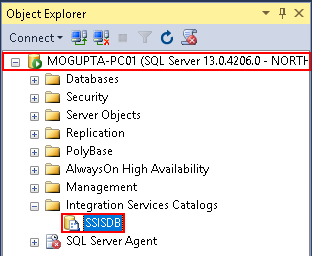 Object Explorer
Connect
MOGUPTA-PC01 (SQL Server 13.0.4206.0 - NORTH
Databases
Security
Server Objects
Replication
PolyBase
AlwaysOn High Availability
Management
Integration Services Catalogs
SSISDB
SQL Server Agent